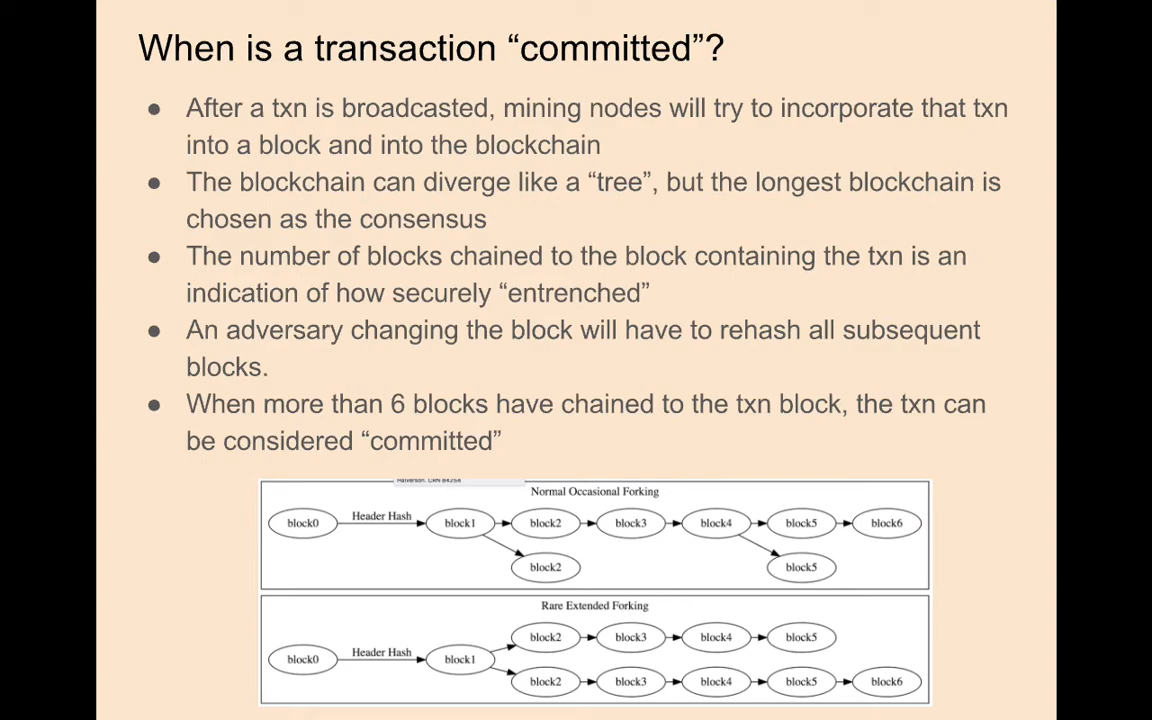 When is a transaction “committed”?
● After a txn is broadcasted, mining nodes will try to incorporate that txn
into a block and into the blockchain
● The blockchain can diverge like a “tree”, but the longest blockchain is
chosen as the consensus
● The number of blocks chained to the block containing the txn is an
indication of how securely “entrenched”
● An adversary changing the block will have to rehash all subsequent
blocks.
● When more than 6 blocks have chained to the txn block, the txn can
be considered “committed”
Normal Occasional Forking
block0 Header Hash block1 block2 block3 block4 block5 block6
block2 block5
Rare Extended Forking
block2 block3 block4 block5
block0 Header Hash block1
block2 block3 block4 block5 block6